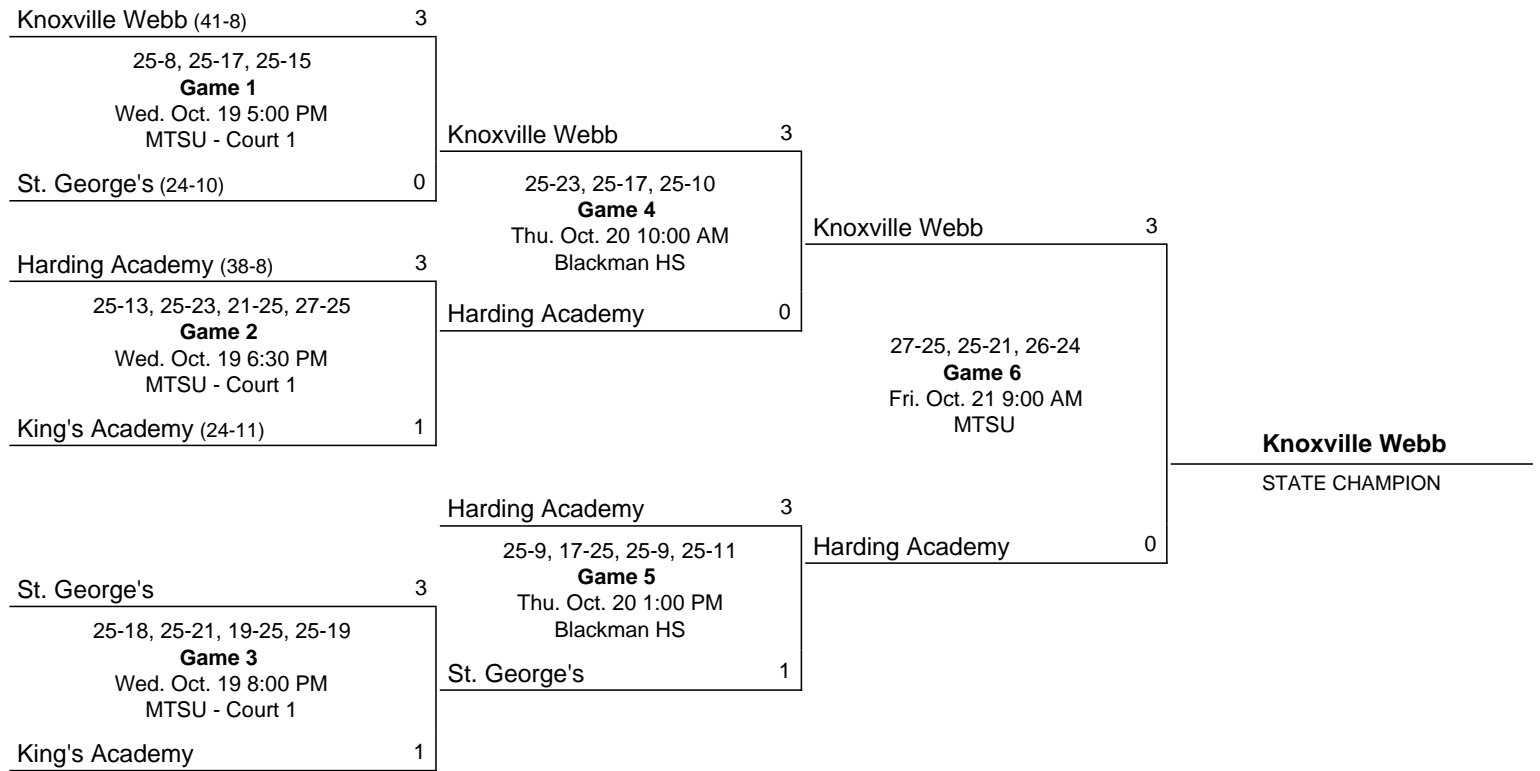 Knoxville Webb (41-8) 3
25-8, 25-17, 25-15
Game 1
Wed. Oct. 19 5:00 PM
MTSU - Court 1
St. George's (24-10) 0
Harding Academy (38-8) 3
25-13, 25-23, 21-25, 27-25
Game 2
Wed. Oct. 19 6:30 PM
MTSU - Court 1
King's Academy (24-11) 1
St. George's 3
25-18, 25-21, 19-25, 25-19
Game 3
Wed. Oct. 19 8:00 PM
MTSU - Court 1
King's Academy 1
Knoxville Webb 3
25-23, 25-17, 25-10
Game 4
Thu. Oct. 20 10:00 AM
Blackman HS
Harding Academy 0
Harding Academy 3
25-9, 17-25, 25-9, 25-11
Game 5
Thu. Oct. 20 1:00 PM
Blackman HS
St. George's 1
Knoxville Webb 3
27-25, 25-21, 26-24
Game 6
Fri. Oct. 21 9:00 AM
MTSU
Harding Academy 0
Knoxville Webb
STATE CHAMPION